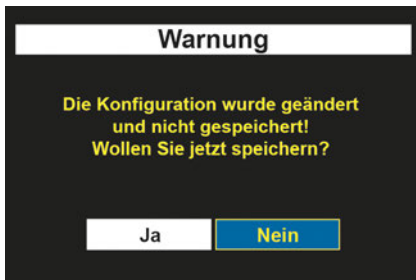 Warnung
Die Konfiguration wurde geändert
und nicht gespeichert!
Wollen Sie jetzt speichern?
Ja
Nein